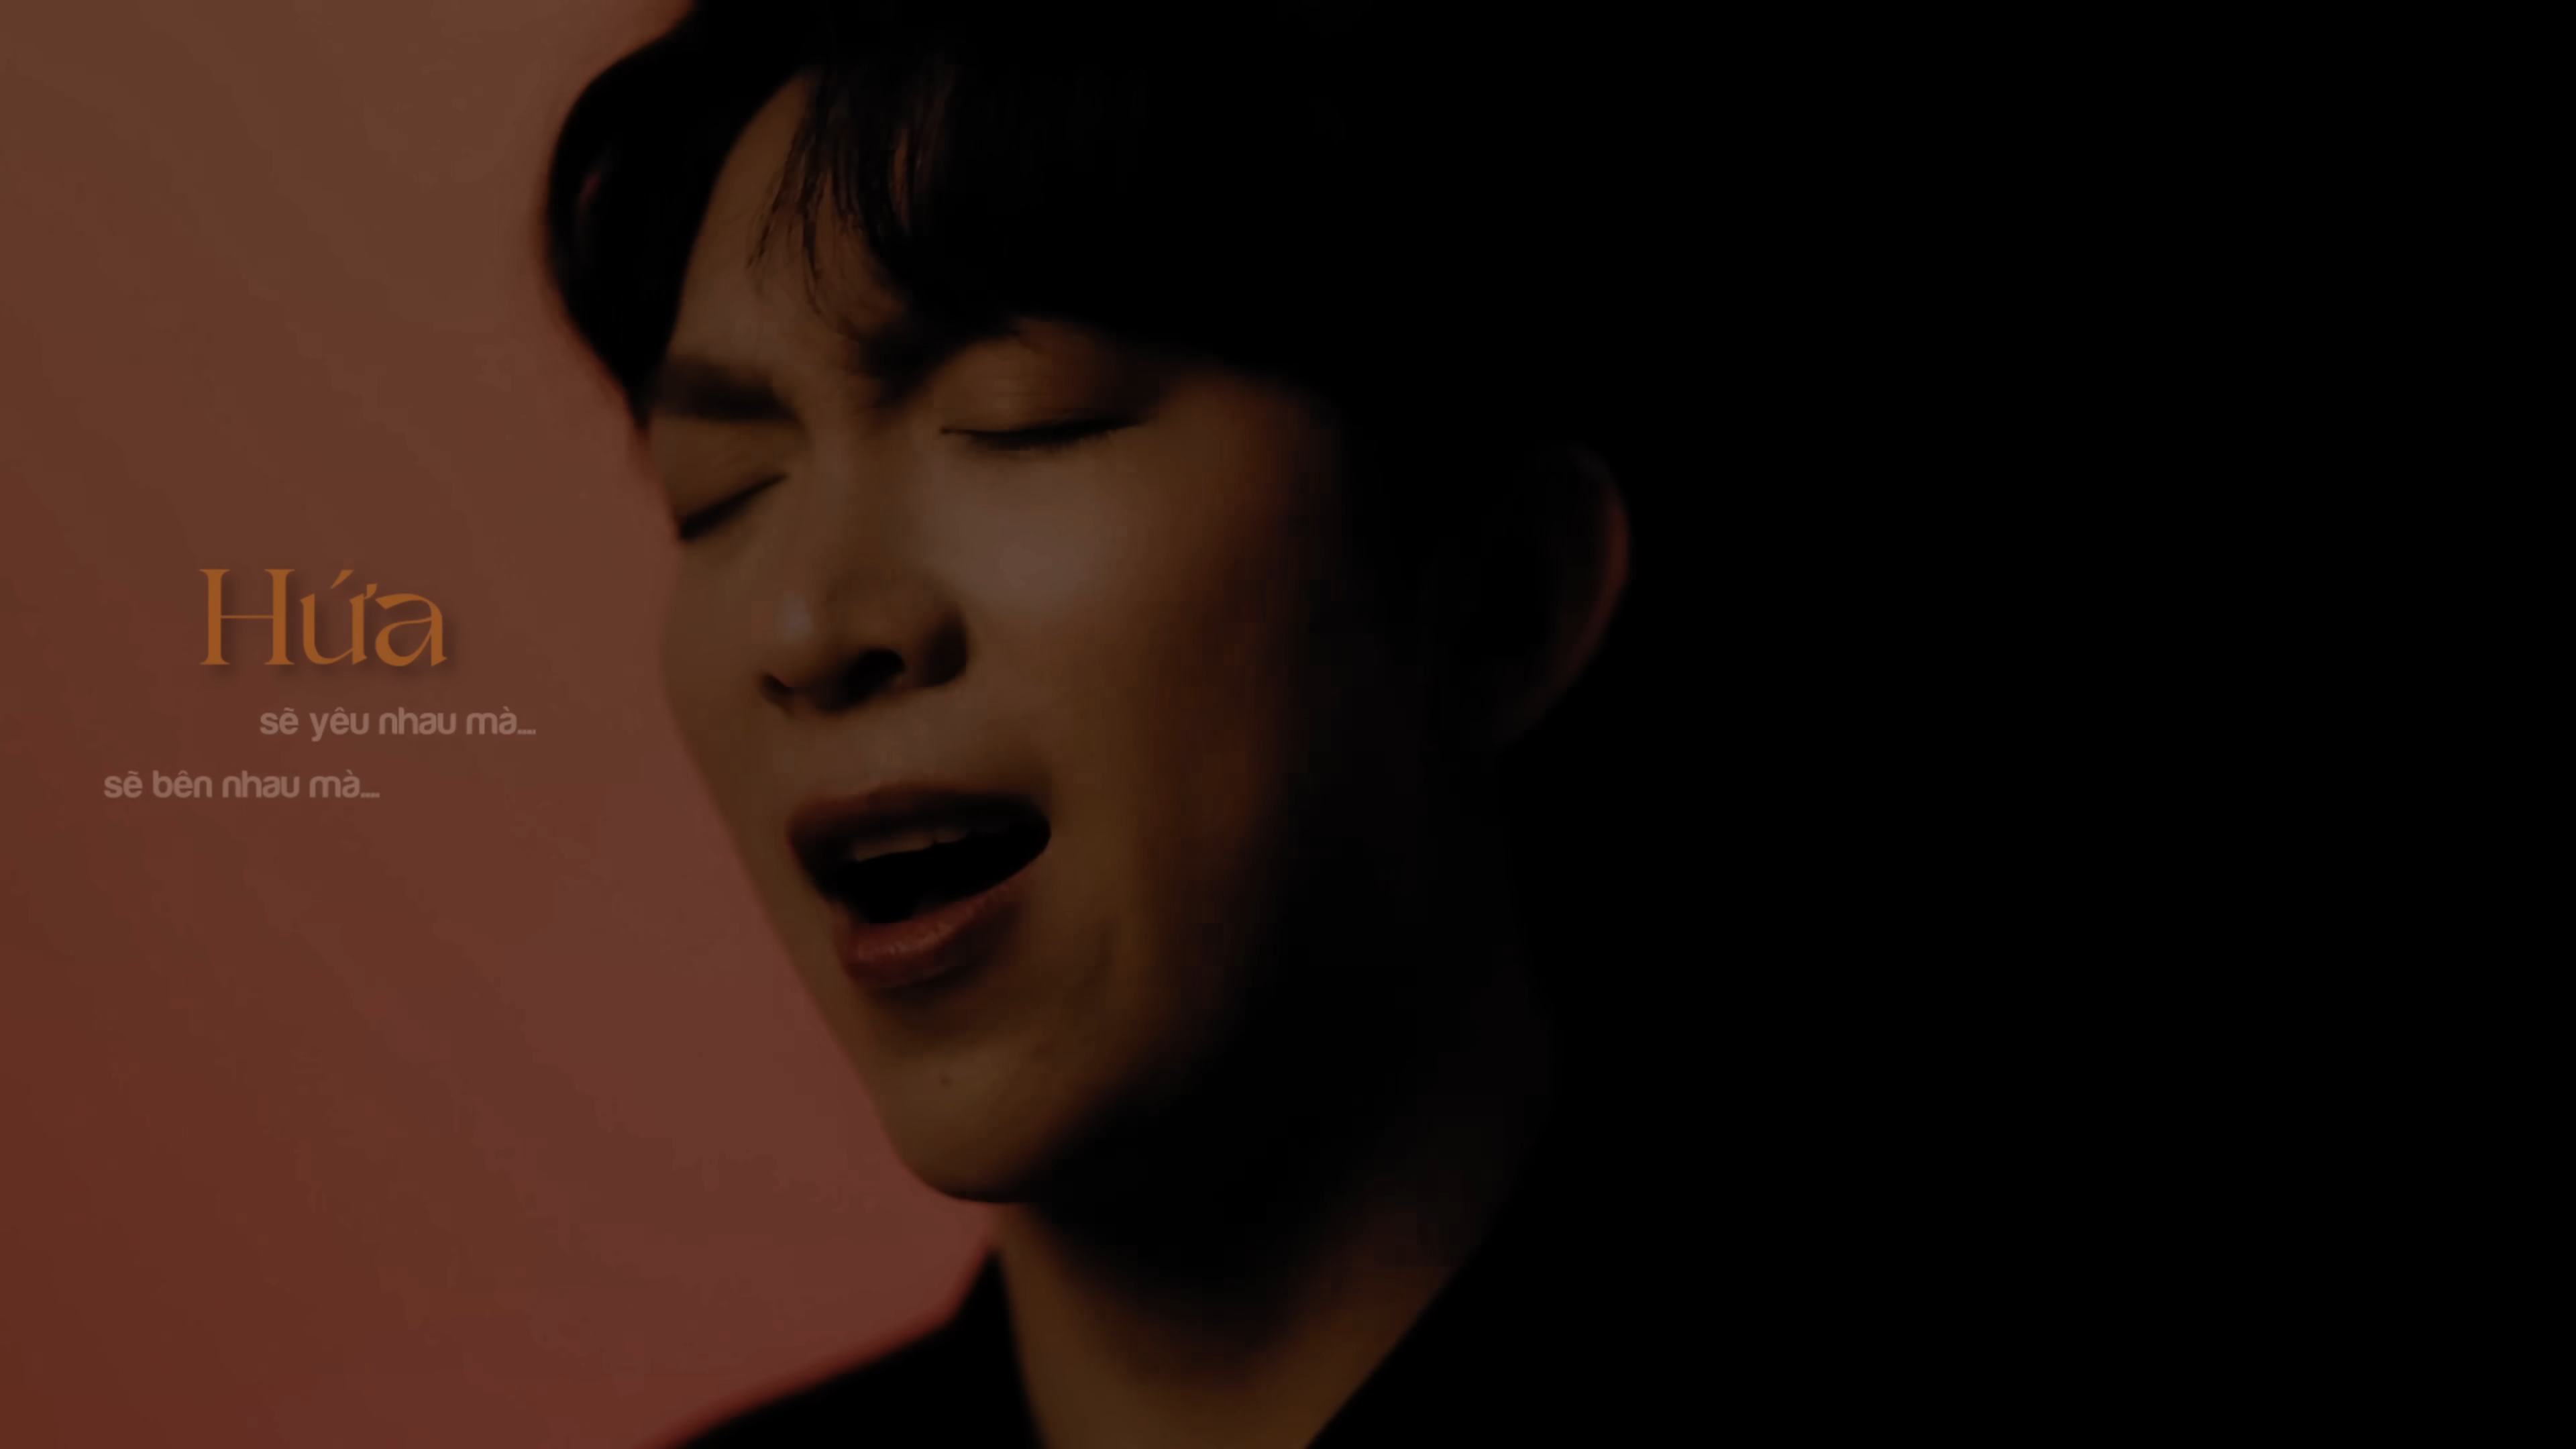 Hứa
sẽ yêu nhau mà....
sẽ bên nhau mà....